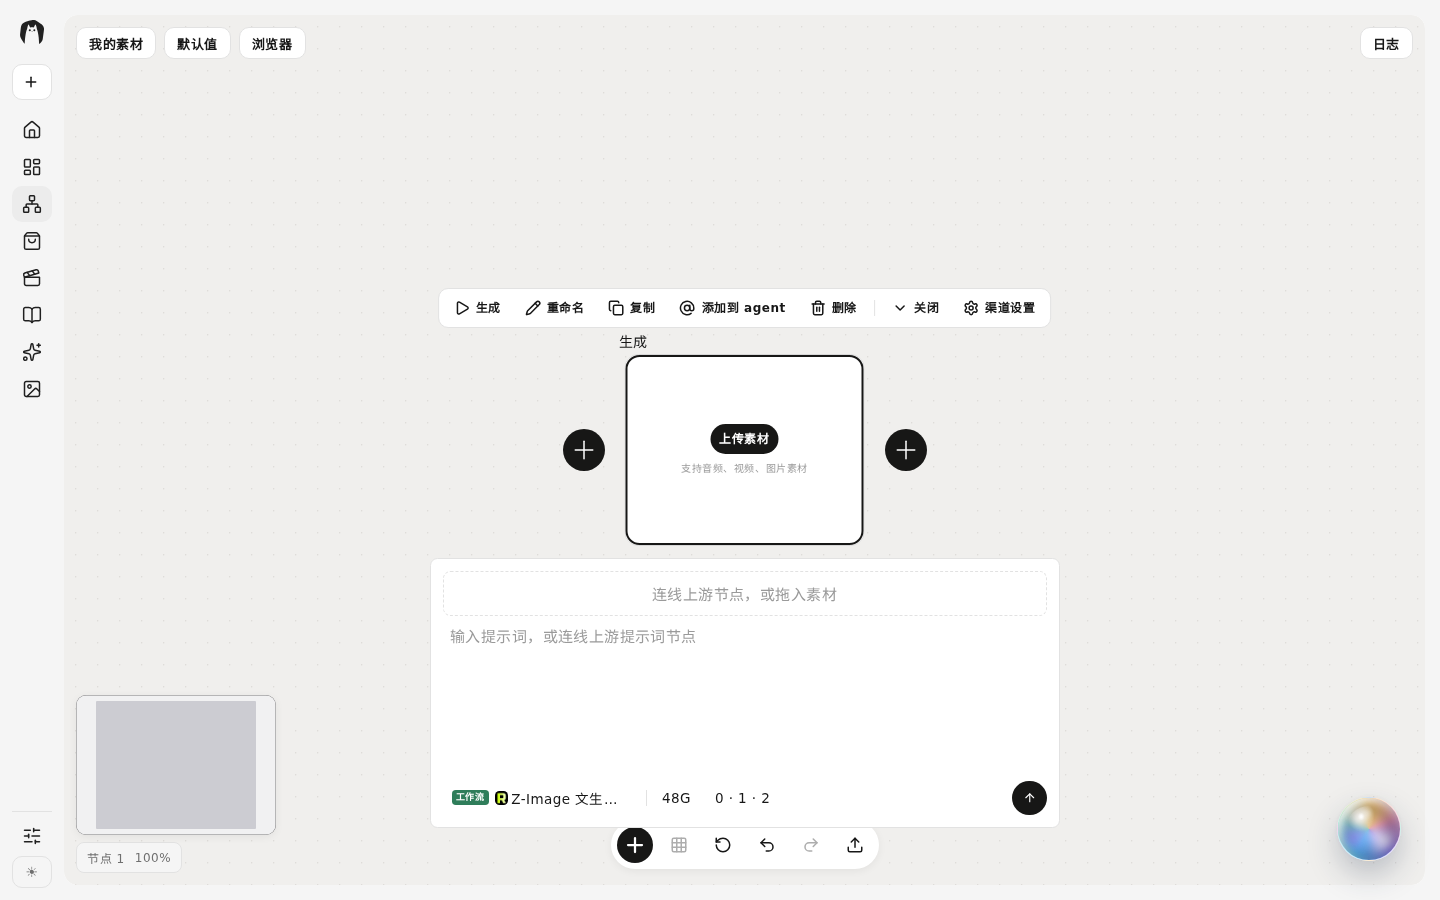 我的素材 默认值 浏览器 日志
生成 重命名 复制 添加到 agent 删除 关闭 渠道设置
生成
上传素材
支持音频、视频、图片素材
连线上游节点，或拖入素材
输入提示词，或连线上游提示词节点
工作流 R Z-Image 文生... 48G 0 · 1 · 2
节点 1 100%